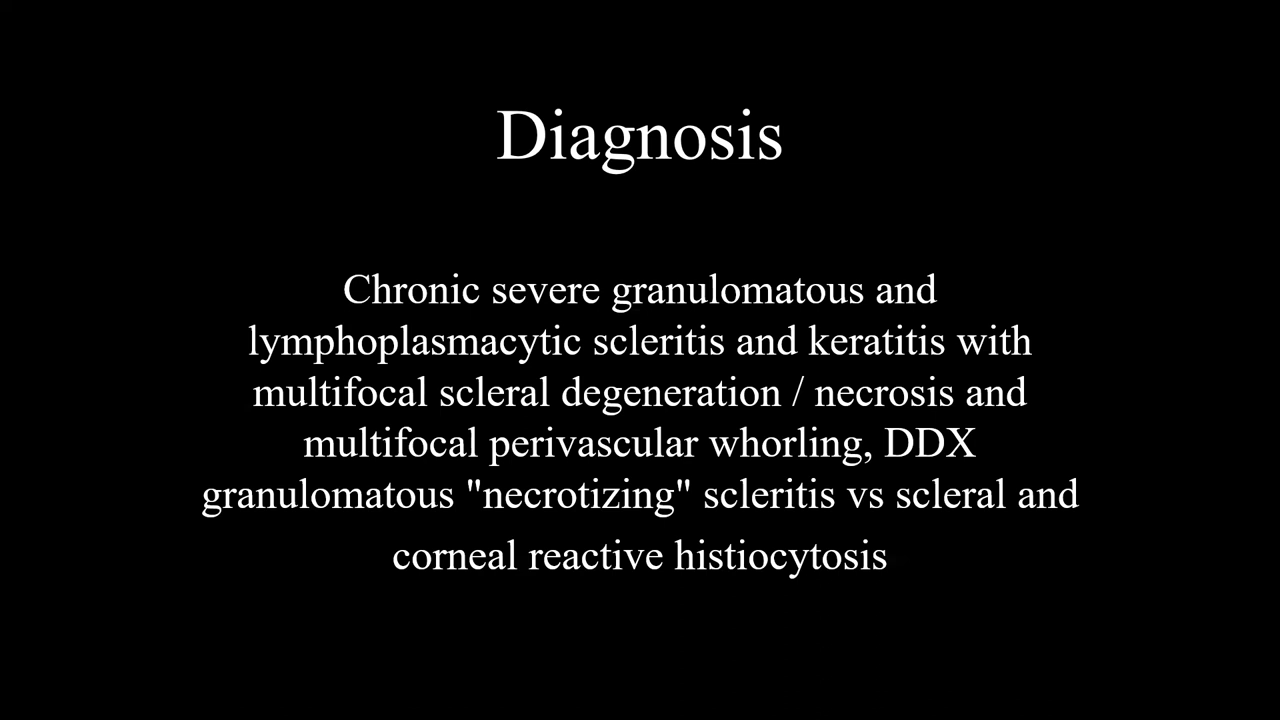 Diagnosis
Chronic severe granulomatous and
lymphoplasmacytic scleritis and keratitis with
multifocal scleral degeneration / necrosis and
multifocal perivascular whorling, DDX
granulomatous "necrotizing" scleritis vs scleral and
corneal reactive histiocytosis